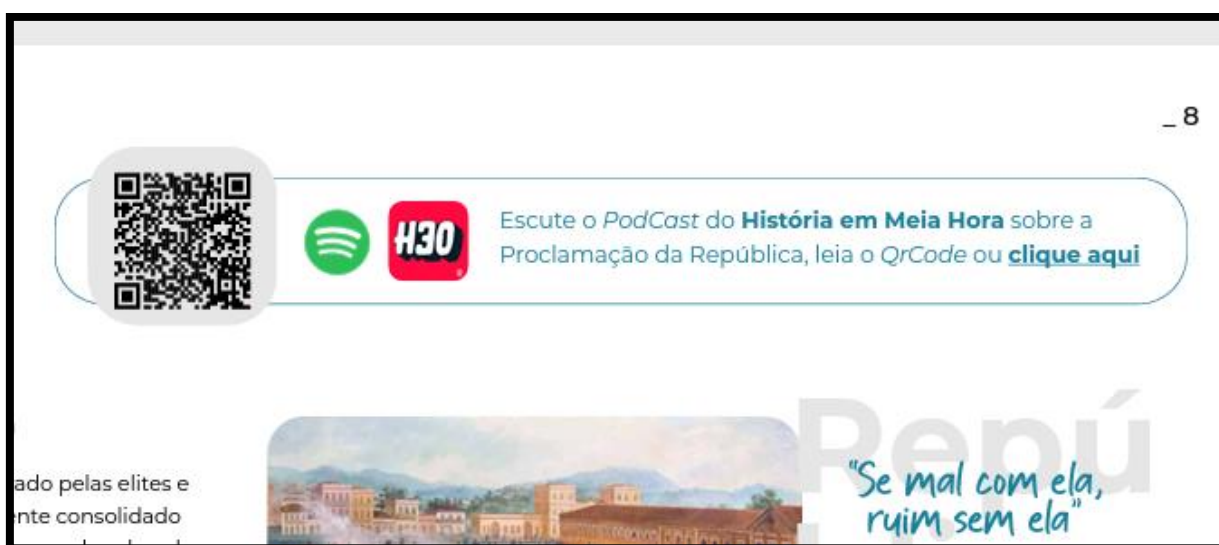 _ 8
H30
Escute o PodCast do História em Meia Hora sobre a
Proclamação da República, leia o QrCode ou clique aqui
Repú
"Se mal com ela,
ruim sem ela"
ado pelas elites e
ente consolidado